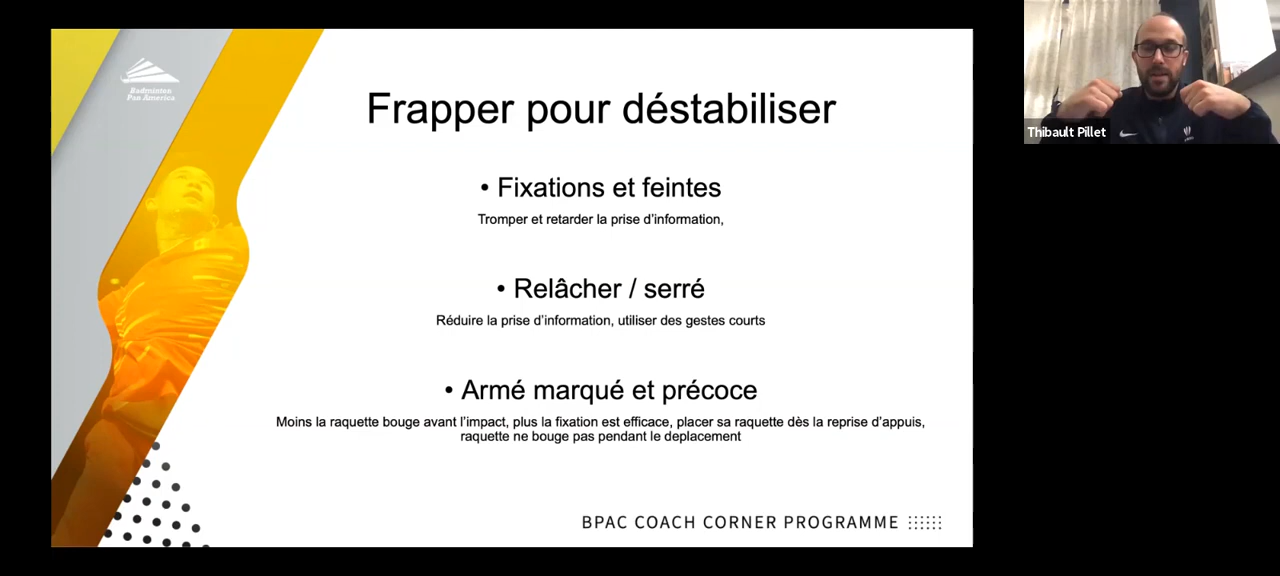 Badminton
Pan America
Frapper pour déstabiliser
• Fixations et feintes
Tromper et retarder la prise d'information,
• Relâcher / serré
Réduire la prise d'information, utiliser des gestes courts
• Armé marqué et précoce
Moins la raquette bouge avant l'impact, plus la fixation est efficace, placer sa raquette dès la reprise d'appuis,
raquette ne bouge pas pendant le deplacement
BPAC COACH CORNER PROGRAMME
Thibault Pillet